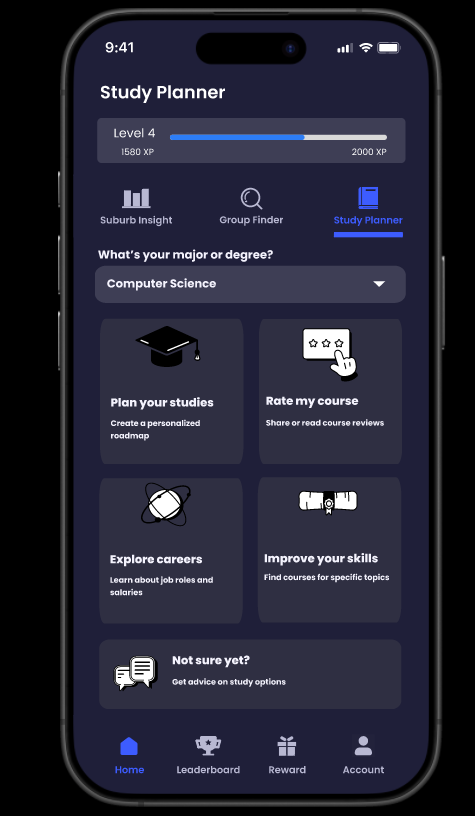 9:41
Study Planner
Level 4
1580 XP
2000 XP
Suburb Insight
Group Finder
Study Planner
What's your major or degree?
Computer Science
Plan your studies
Create a personalized
roadmap
Rate my course
Share or read course reviews
Explore careers
Learn about job roles and
salaries
Improve your skills
Find courses for specific topics
Not sure yet?
Get advice on study options
Home
Leaderboard
Reward
Account